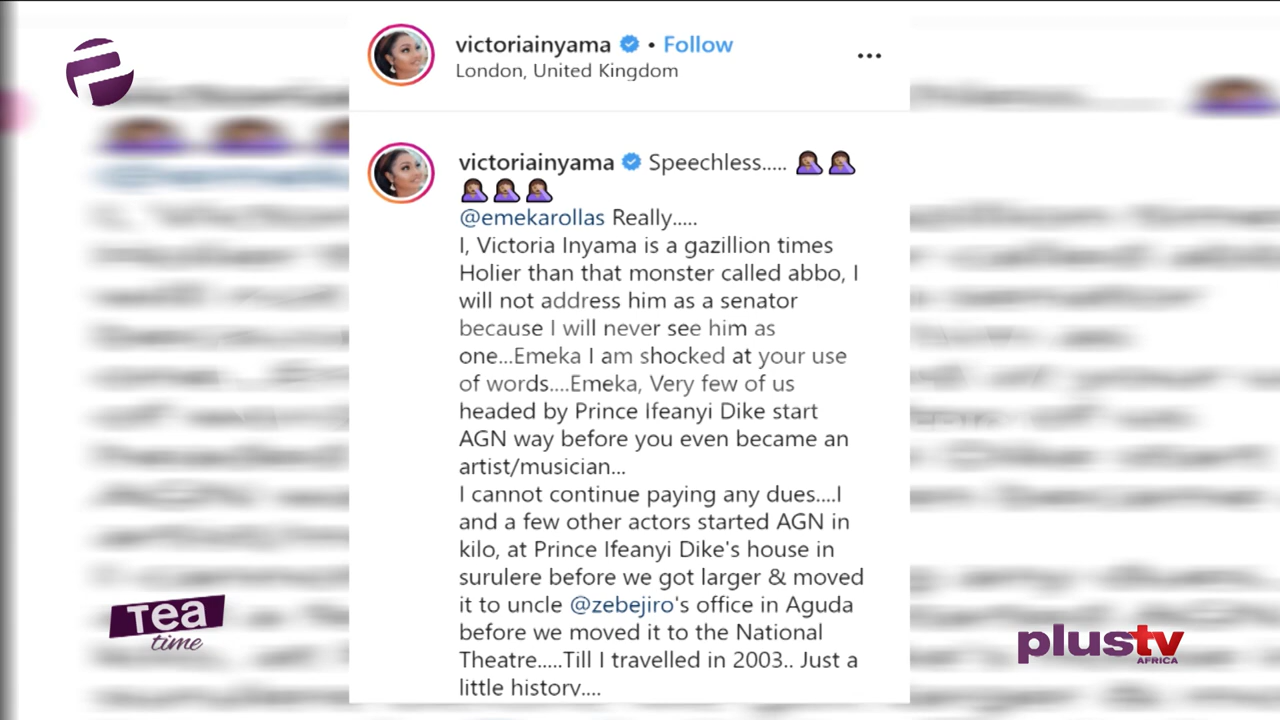 victoriainyama • Follow
London, United Kingdom
...
victoriainyama Speechless.....
@emekarollas Really.....
I, Victoria Inyama is a gazillion times
Holier than that monster called abbo, I
will not address him as a senator
because I will never see him as
one...Emeka I am shocked at your use
of words....Emeka, Very few of us
headed by Prince Ifeanyi Dike start
AGN way before you even became an
artist/musician...
I cannot continue paying any dues....I
and a few other actors started AGN in
kilo, at Prince Ifeanyi Dike's house in
surulere before we got larger & moved
it to uncle @zebejiro's office in Aguda
before we moved it to the National
Theatre.....Till I travelled in 2003.. Just a
little history....
Tea
time
plustv
AFRICA